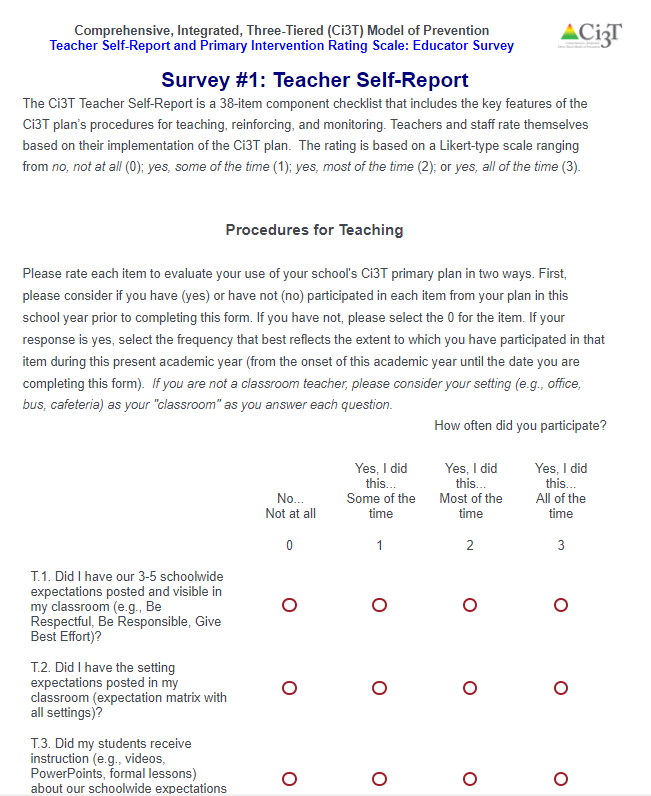 Comprehensive, Integrated, Three-Tiered (Ci3T) Model of Prevention
Teacher Self-Report and Primary Intervention Rating Scale: Educator Survey
Ci3T
Survey #1: Teacher Self-Report
The Ci3T Teacher Self-Report is a 38-item component checklist that includes the key features of the
Ci3T plan's procedures for teaching, reinforcing, and monitoring. Teachers and staff rate themselves
based on their implementation of the Ci3T plan. The rating is based on a Likert-type scale ranging
from no, not at all (0); yes, some of the time (1); yes, most of the time (2); or yes, all of the time (3).
Procedures for Teaching
Please rate each item to evaluate your use of your school's Ci3T primary plan in two ways. First,
please consider if you have (yes) or have not (no) participated in each item from your plan in this
school year prior to completing this form. If you have not, please select the 0 for the item. If your
response is yes, select the frequency that best reflects the extent to which you have participated in that
item during this present academic year (from the onset of this academic year until the date you are
completing this form). If you are not a classroom teacher, please consider your setting (e.g., office,
bus, cafeteria) as your "classroom" as you answer each question.
How often did you participate?
No...
Not at all
Yes, I did
this...
Some of the
time
Yes, I did
this...
Most of the
time
Yes, I did
this...
All of the
time
0 1 2 3
T.1. Did I have our 3-5 schoolwide
expectations posted and visible in
my classroom (e.g., Be
Respectful, Be Responsible, Give
Best Effort)?
T.2. Did I have the setting
expectations posted in my
classroom (expectation matrix with
all settings)?
T.3. Did my students receive
instruction (e.g., videos,
PowerPoints, formal lessons)
about our schoolwide expectations